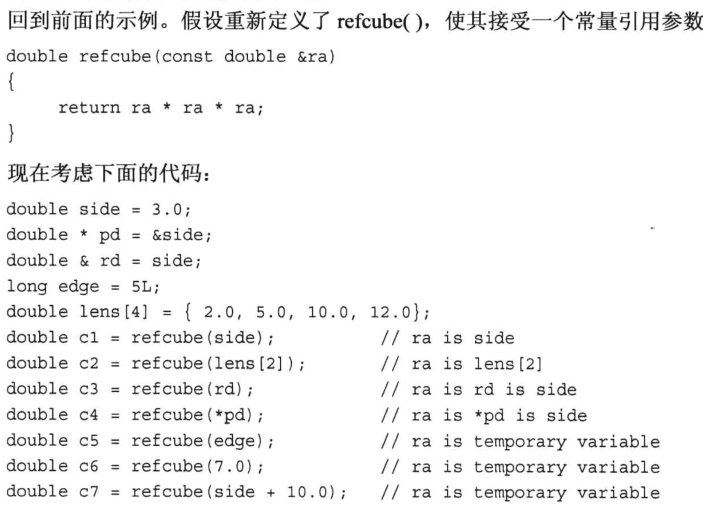 回到前面的示例。假设重新定义了 refcube( )，使其接受一个常量引用参数
double refcube(const double &ra)
{
     return ra * ra * ra;
}
现在考虑下面的代码：
double side = 3.0;
double * pd = &side;
double & rd = side;
long edge = 5L;
double lens[4] = { 2.0, 5.0, 10.0, 12.0};
double c1 = refcube(side);          // ra is side
double c2 = refcube(lens[2]);       // ra is lens[2]
double c3 = refcube(rd);            // ra is rd is side
double c4 = refcube(*pd);           // ra is *pd is side
double c5 = refcube(edge);          // ra is temporary variable
double c6 = refcube(7.0);           // ra is temporary variable
double c7 = refcube(side + 10.0);   // ra is temporary variable